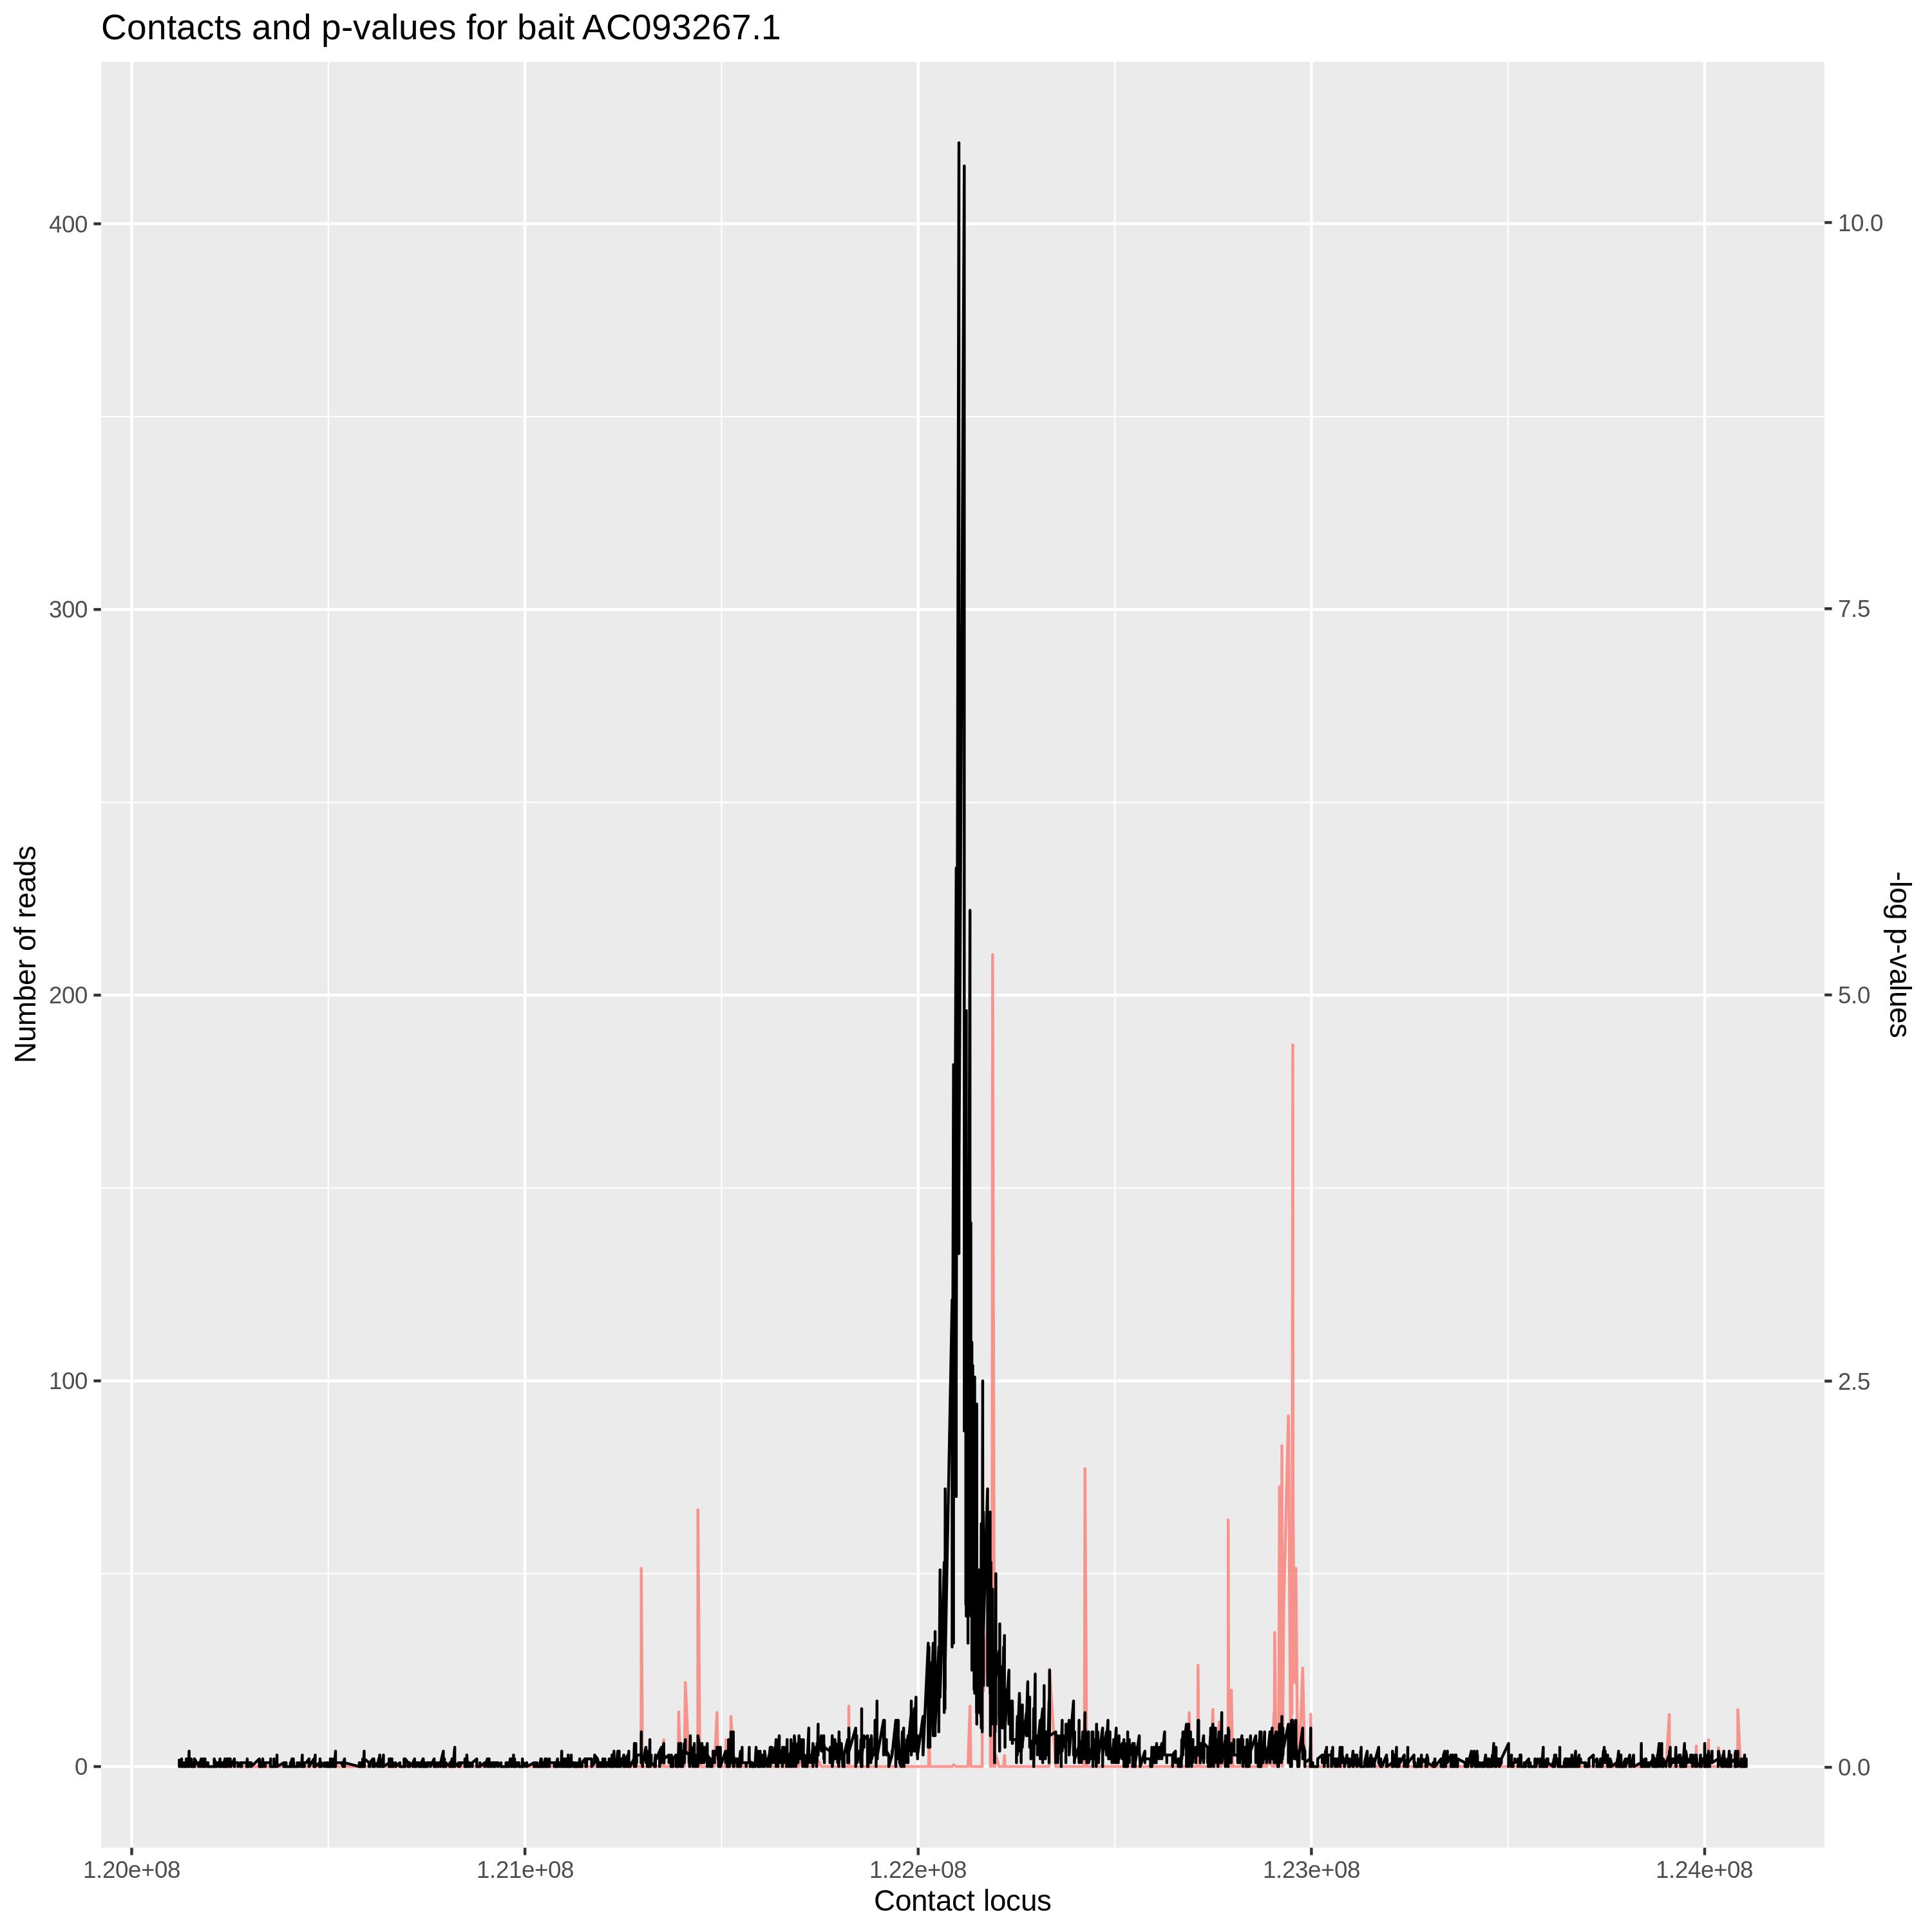 Contacts and p-values for bait AC093267.1
400
300
200
100
0
Number of reads
10.0
7.5
5.0
2.5
0.0
-log p-values
1.20e+08
1.21e+08
1.22e+08
1.23e+08
1.24e+08
Contact locus